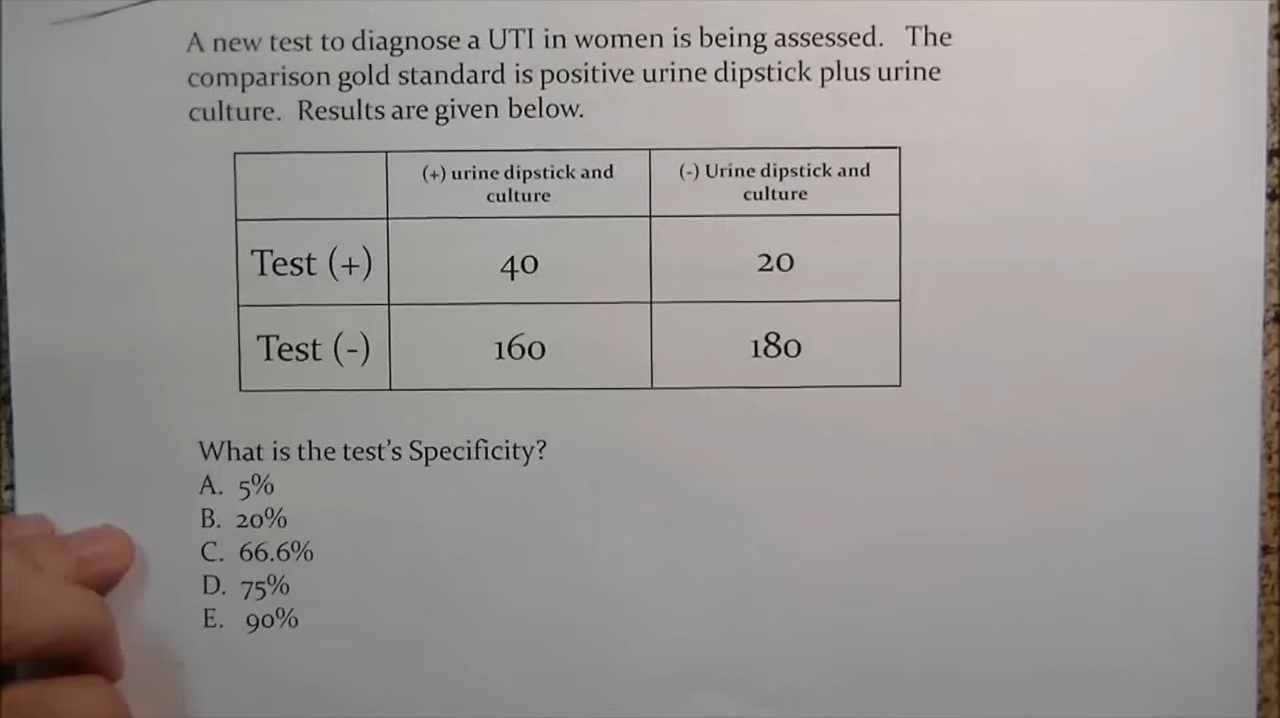 A new test to diagnose a UTI in women is being assessed. The
comparison gold standard is positive urine dipstick plus urine
culture. Results are given below.
(+) urine dipstick and
culture
(-) Urine dipstick and
culture
Test (+)
40
20
Test (-)
160
180
What is the test's Specificity?
A. 5%
B. 20%
C. 66.6%
D. 75%
E. 90%